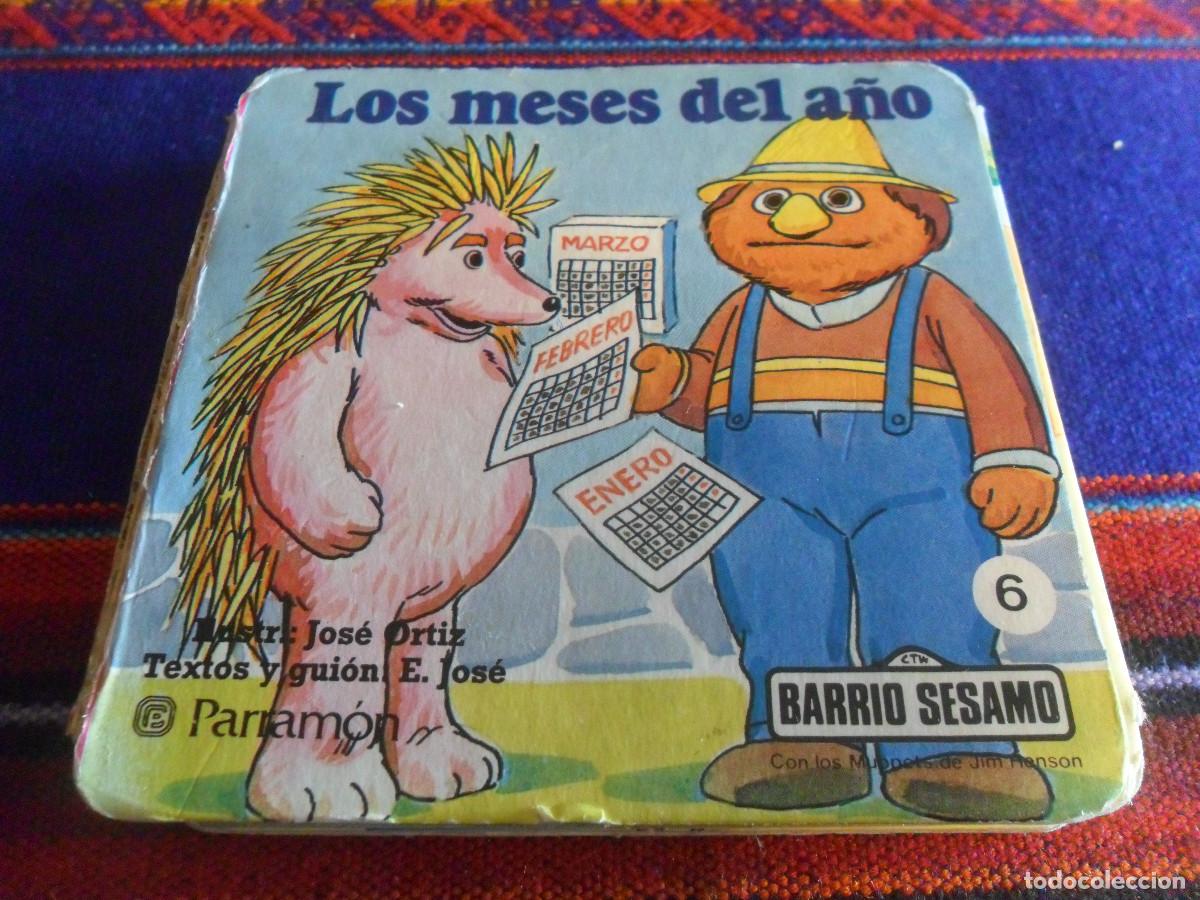 Los meses del año
MARZO
FEBRERO
ENERO
6
Ilustr.: José Ortiz
Textos y guión: E. José
Parramón
CTW
BARRIO SESAMO
Con los Muppets de Jim Henson
todocoleccion